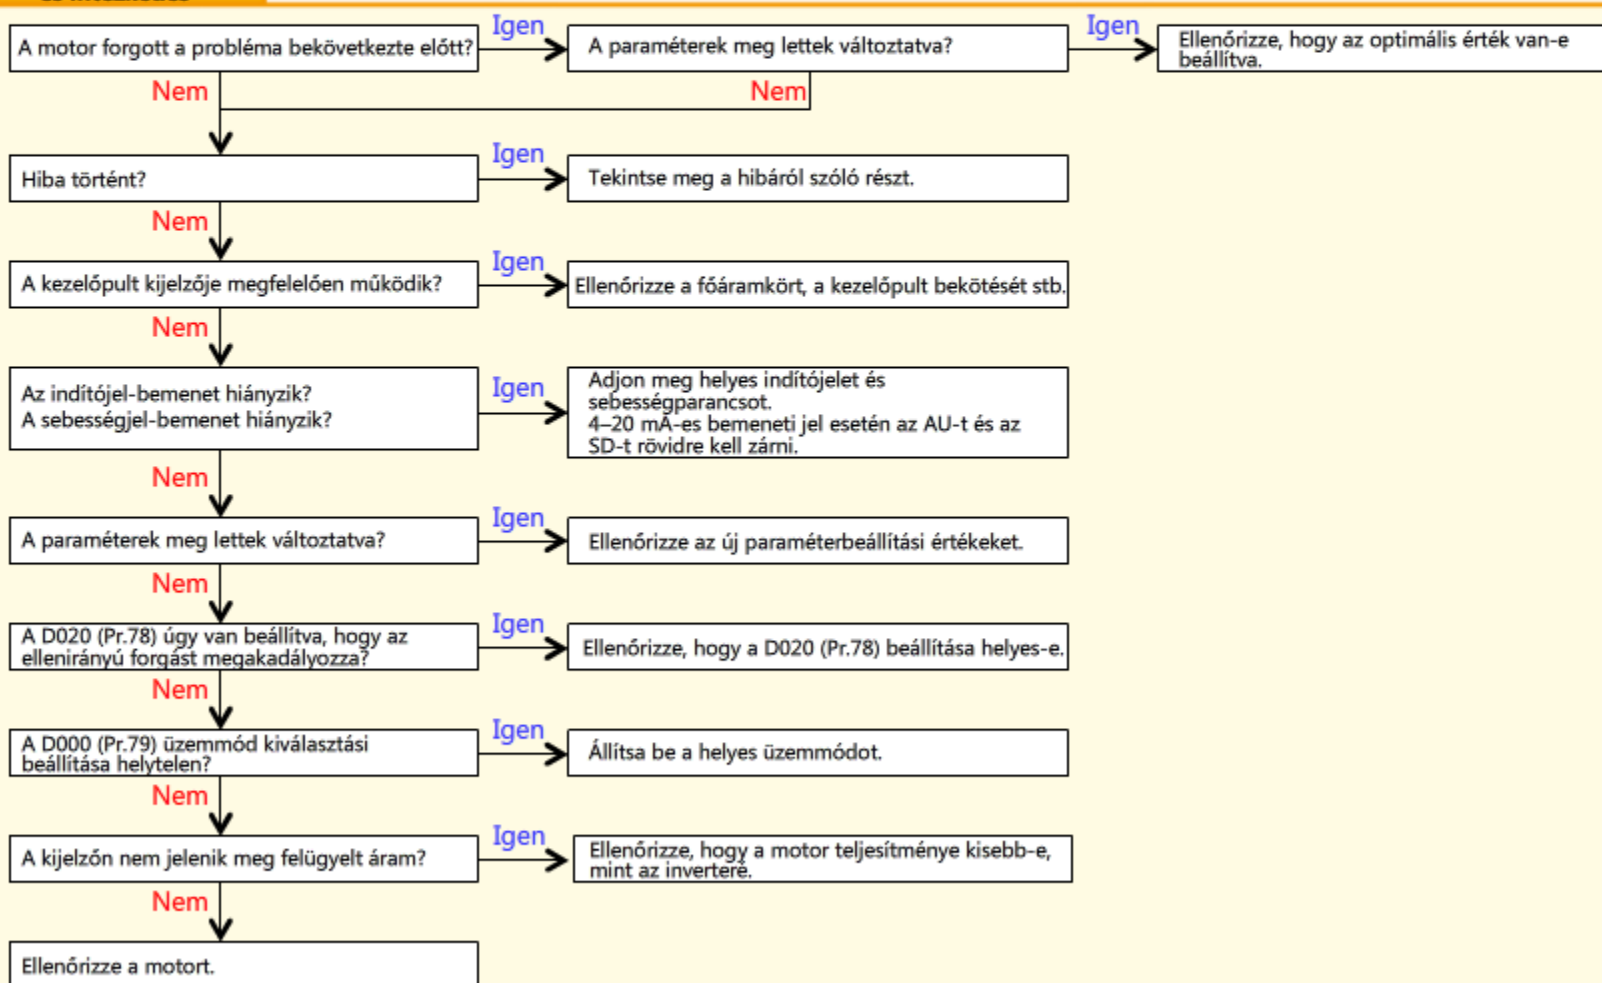 Igen
Igen
A motor forgott a probléma bekövetkezte előtt?
A paraméterek meg lettek változtatva?
Ellenőrizze, hogy az optimális érték van-e
beállítva.
Nem
Nem
Igen
Hiba történt?
Tekintse meg a hibáról szóló részt.
Nem
Igen
A kezelőpult kijelzője megfelelően működik?
Ellenőrizze a főáramkört, a kezelőpult bekötését stb.
Nem
Igen
Az indítójel-bemenet hiányzik?
A sebességjel-bemenet hiányzik?
Adjon meg helyes indítójelet és
sebességparancsot.
4–20 mA-es bemeneti jel esetén az AU-t és az
SD-t rövidre kell zárni.
Nem
Igen
A paraméterek meg lettek változtatva?
Ellenőrizze az új paraméterbeállítási értékeket.
Nem
Igen
A D020 (Pr.78) úgy van beállítva, hogy az
ellenirányú forgást megakadályozza?
Ellenőrizze, hogy a D020 (Pr.78) beállítása helyes-e.
Nem
Igen
A D000 (Pr.79) üzemmód kiválasztási
beállítása helytelen?
Állítsa be a helyes üzemmódot.
Nem
Igen
A kijelzőn nem jelenik meg felügyelt áram?
Ellenőrizze, hogy a motor teljesítménye kisebb-e,
mint az inverteré.
Nem
Ellenőrizze a motort.